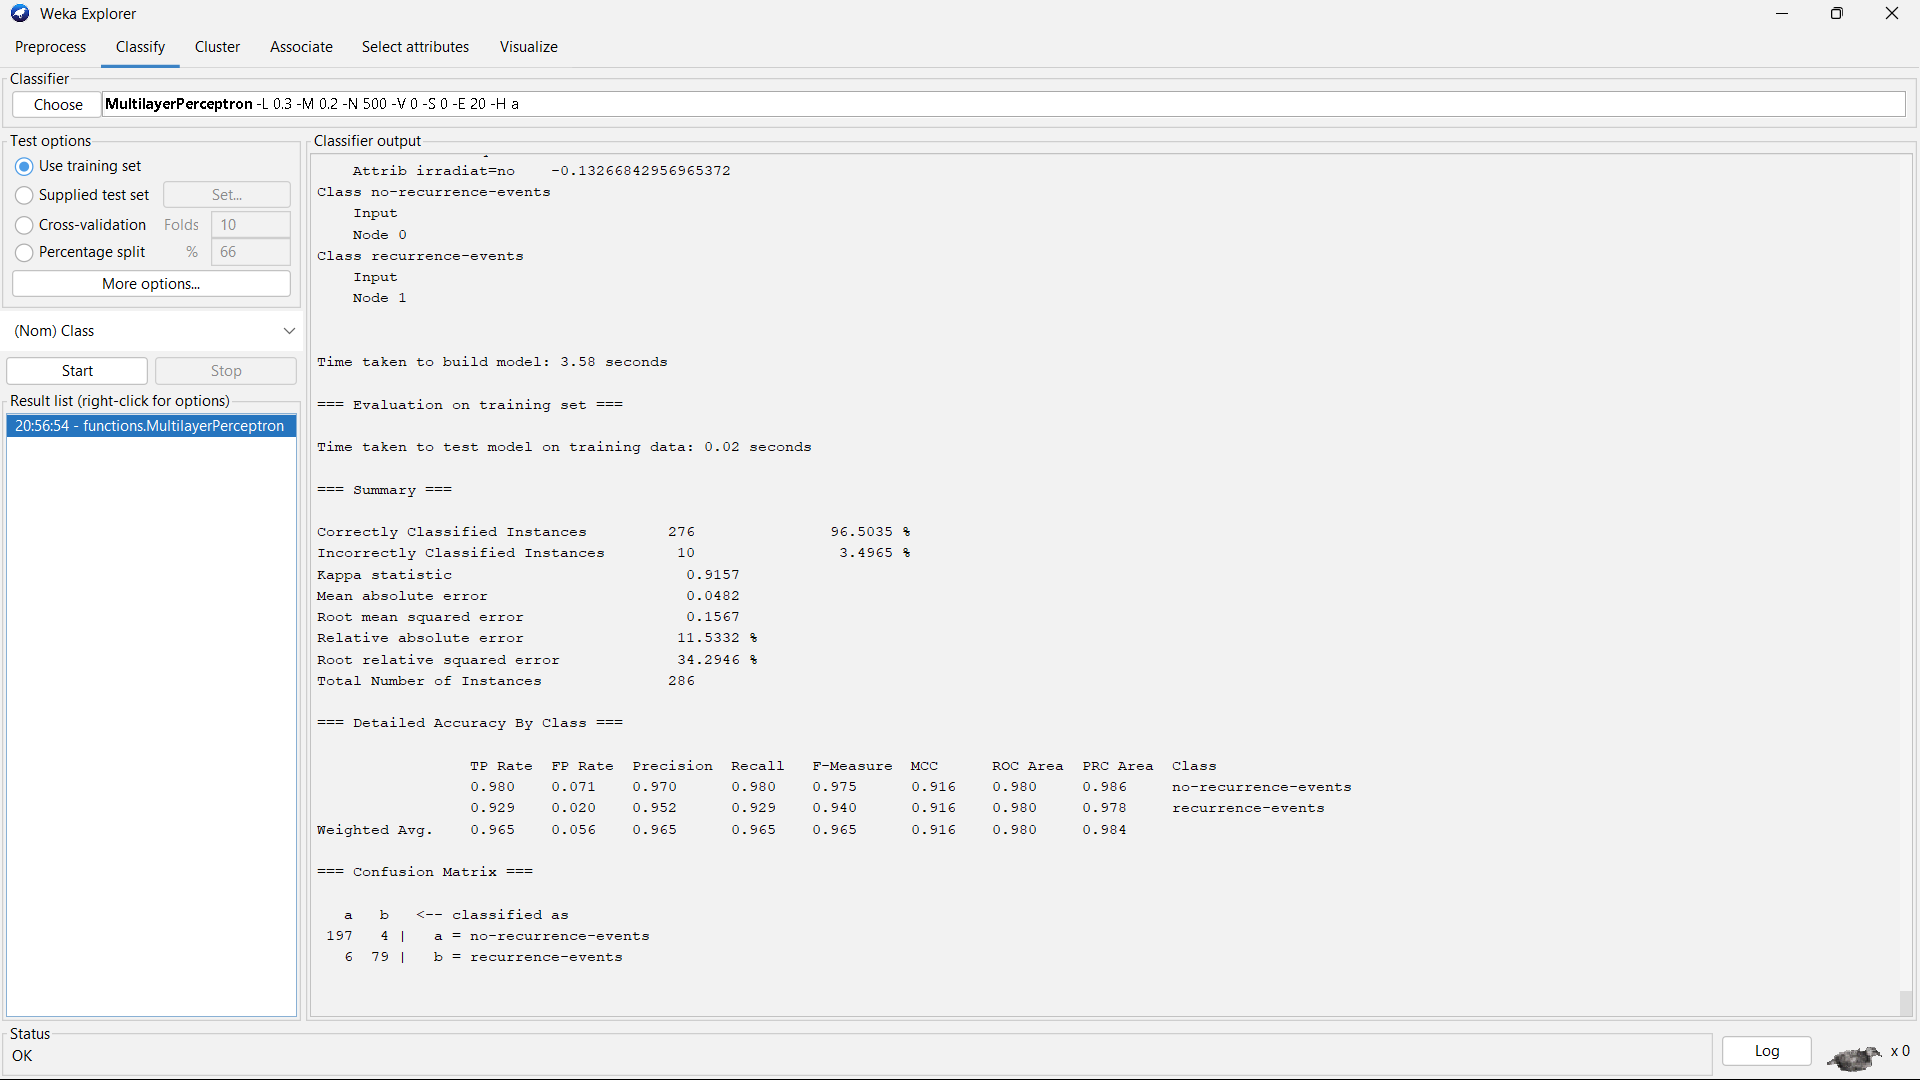 Weka Explorer
Preprocess Classify Cluster Associate Select attributes Visualize
Classifier
Choose MultilayerPerceptron -L 0.3 -M 0.2 -N 500 -V 0 -S 0 -E 20 -H a
Test options
Use training set
Supplied test set Set...
Cross-validation Folds 10
Percentage split % 66
More options...
(Nom) Class
Start Stop
Result list (right-click for options)
20:56:54 - functions.MultilayerPerceptron
Classifier output
Attrib irradiat=no -0.13266842956965372
Class no-recurrence-events
Input
Node 0
Class recurrence-events
Input
Node 1
Time taken to build model: 3.58 seconds
=== Evaluation on training set ===
Time taken to test model on training data: 0.02 seconds
=== Summary ===
Correctly Classified Instances 276 96.5035 %
Incorrectly Classified Instances 10 3.4965 %
Kappa statistic 0.9157
Mean absolute error 0.0482
Root mean squared error 0.1567
Relative absolute error 11.5332 %
Root relative squared error 34.2946 %
Total Number of Instances 286
=== Detailed Accuracy By Class ===
TP Rate FP Rate Precision Recall F-Measure MCC ROC Area PRC Area Class
0.980 0.071 0.970 0.980 0.975 0.916 0.980 0.986 no-recurrence-events
0.929 0.020 0.952 0.929 0.940 0.916 0.980 0.978 recurrence-events
Weighted Avg. 0.965 0.056 0.965 0.965 0.965 0.916 0.980 0.984
=== Confusion Matrix ===
a b <-- classified as
197 4 | a = no-recurrence-events
6 79 | b = recurrence-events
Status
OK
Log
x 0